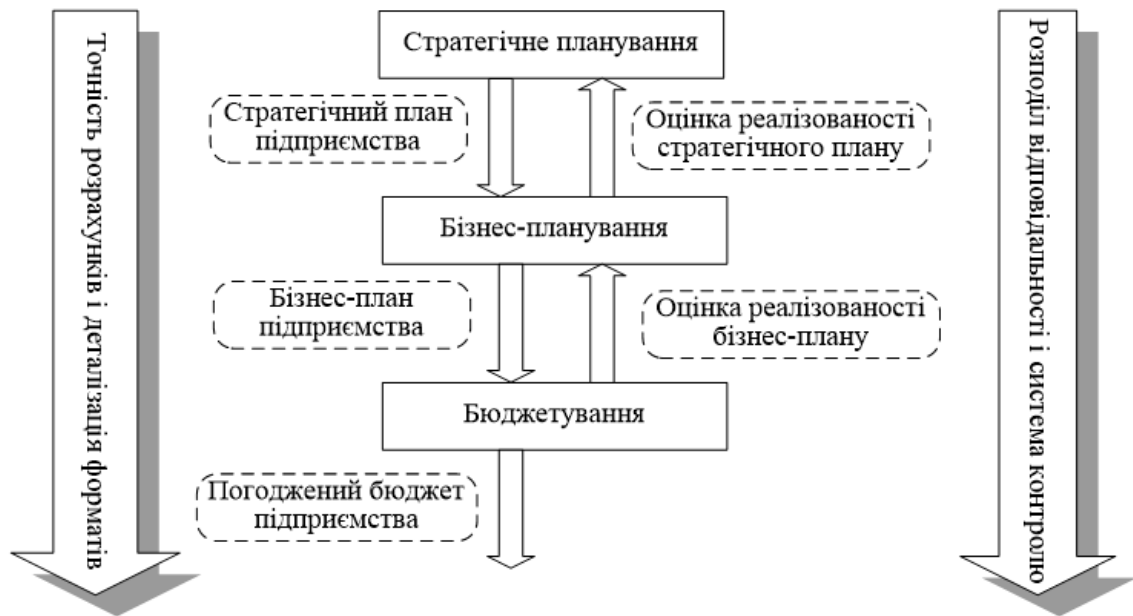 Точність розрахунків і деталізація форматів
Стратегічне планування
Стратегічний план
підприємства
Оцінка реалізованості
стратегічного плану
Бізнес-планування
Бізнес-план
підприємства
Оцінка реалізованості
бізнес-плану
Бюджетування
Погоджений бюджет
підприємства
Розподіл відповідальності і система контролю